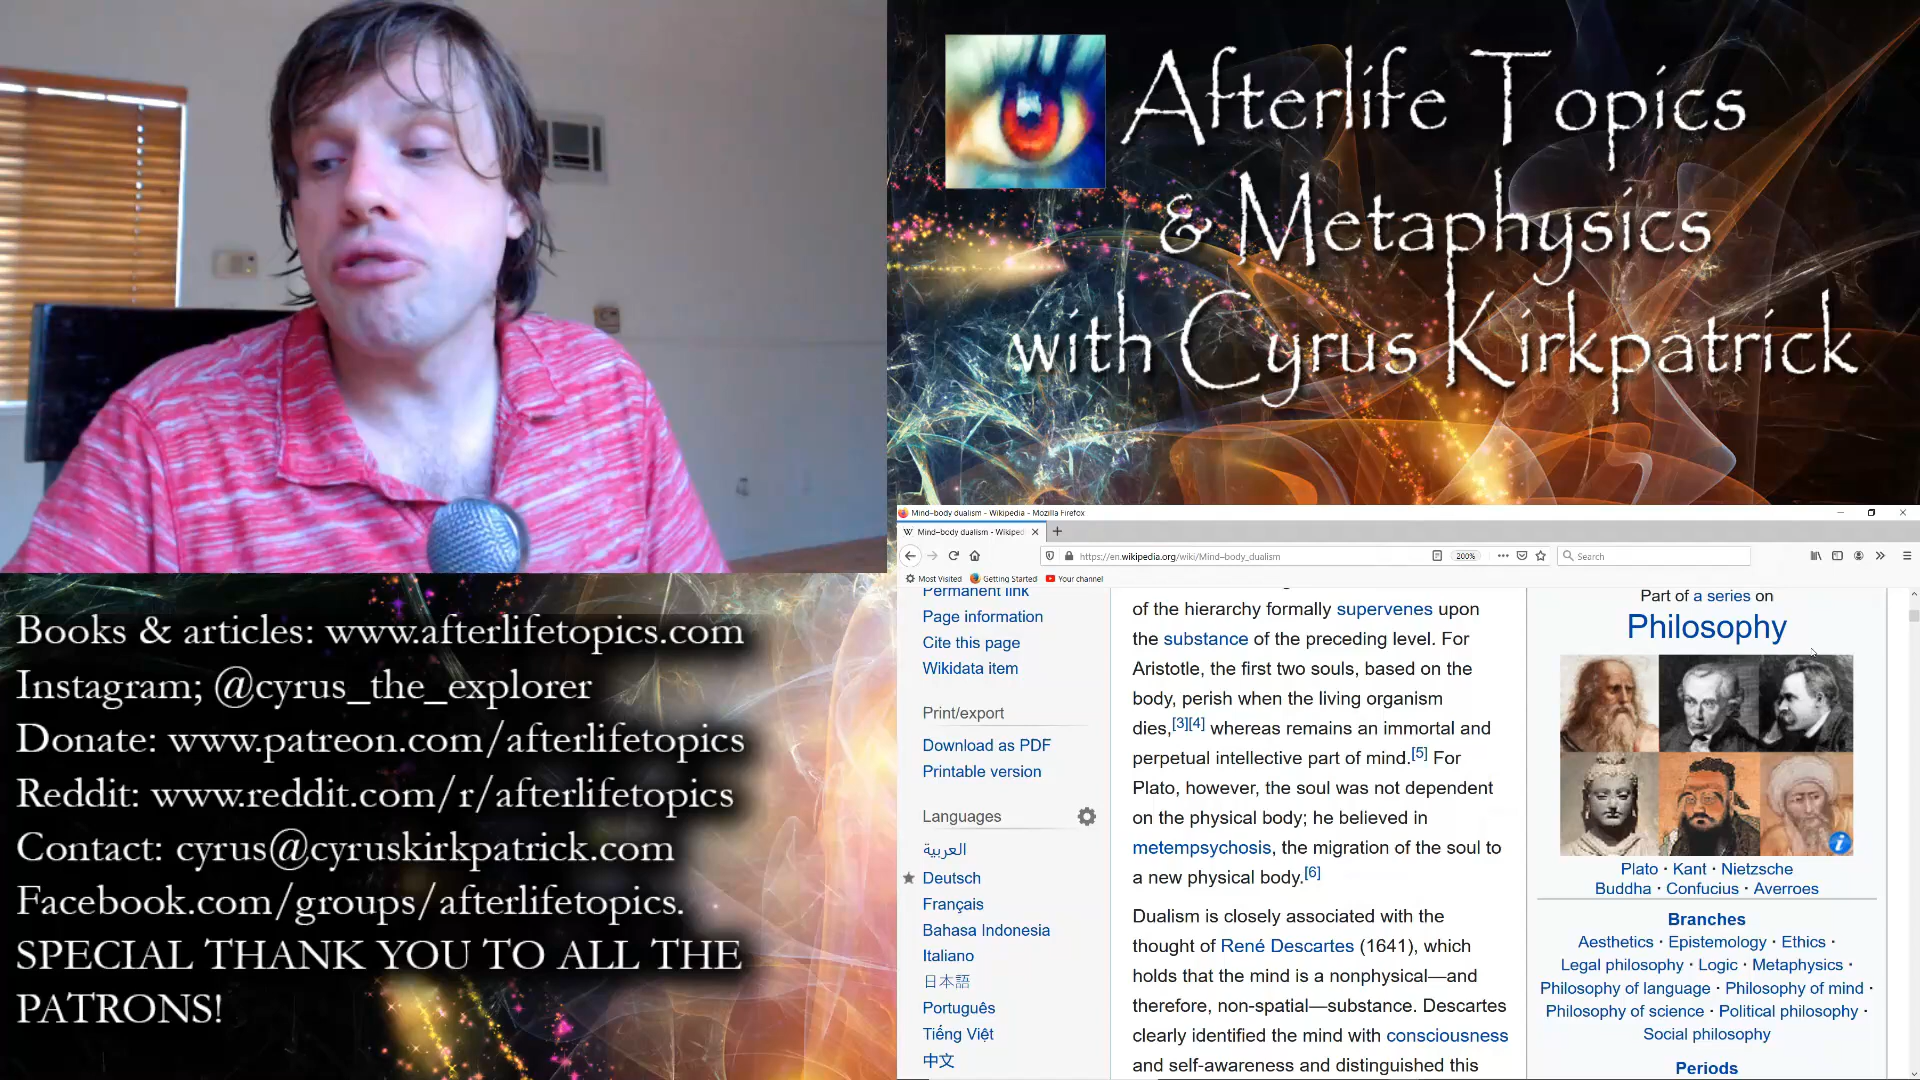 Afterlife Topics
& Metaphysics
with Cyrus Kirkpatrick
Books & articles: www.afterlifetopics.com
Instagram; @cyrus_the_explorer
Donate: www.patreon.com/afterlifetopics
Reddit: www.reddit.com/r/afterlifetopics
Contact: cyrus@cyruskirkpatrick.com
Facebook.com/groups/afterlifetopics.
SPECIAL THANK YOU TO ALL THE
PATRONS!
Mind–body dualism - Wikipedia - Mozilla Firefox
Mind–body dualism - Wikiped
https://en.wikipedia.org/wiki/Mind–body_dualism
200%
Search
Most Visited
Getting Started
Your channel
Permanent link
Page information
Cite this page
Wikidata item
Print/export
Download as PDF
Printable version
Languages
العربية
Deutsch
Français
Bahasa Indonesia
Italiano
日本語
Português
Tiếng Việt
中文
of the hierarchy formally supervenes upon
the substance of the preceding level. For
Aristotle, the first two souls, based on the
body, perish when the living organism
dies,[3][4] whereas remains an immortal and
perpetual intellective part of mind.[5] For
Plato, however, the soul was not dependent
on the physical body; he believed in
metempsychosis, the migration of the soul to
a new physical body.[6]
Dualism is closely associated with the
thought of René Descartes (1641), which
holds that the mind is a nonphysical—and
therefore, non-spatial—substance. Descartes
clearly identified the mind with consciousness
and self-awareness and distinguished this
Part of a series on
Philosophy
Plato · Kant · Nietzsche
Buddha · Confucius · Averroes
Branches
Aesthetics · Epistemology · Ethics ·
Legal philosophy · Logic · Metaphysics ·
Philosophy of language · Philosophy of mind ·
Philosophy of science · Political philosophy ·
Social philosophy
Periods